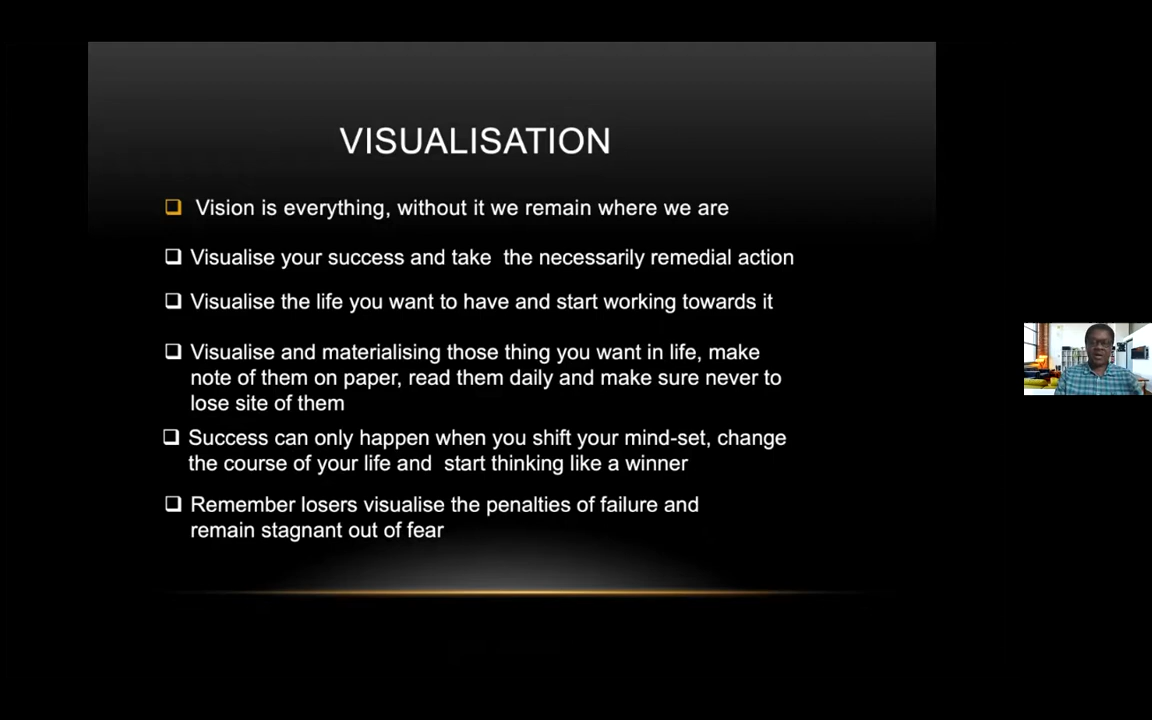 VISUALISATION
Vision is everything, without it we remain where we are
Visualise your success and take the necessarily remedial action
Visualise the life you want to have and start working towards it
Visualise and materialising those thing you want in life, make
note of them on paper, read them daily and make sure never to
lose site of them
Success can only happen when you shift your mind-set, change
the course of your life and start thinking like a winner
Remember losers visualise the penalties of failure and
remain stagnant out of fear